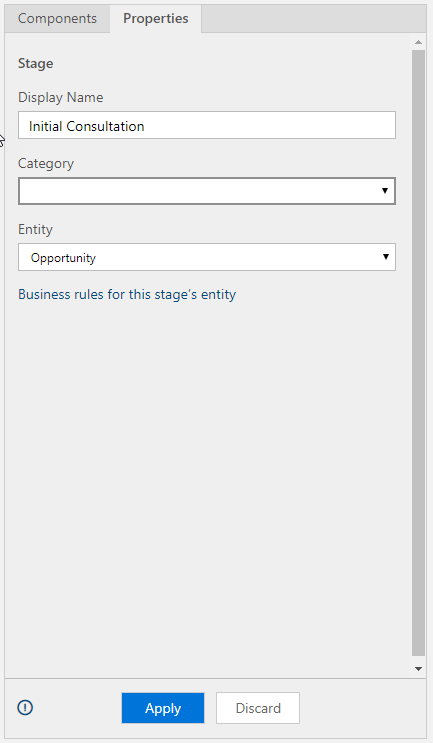 Components Properties
Stage
Display Name
Initial Consultation
Category
Entity
Opportunity
Business rules for this stage's entity
Apply Discard